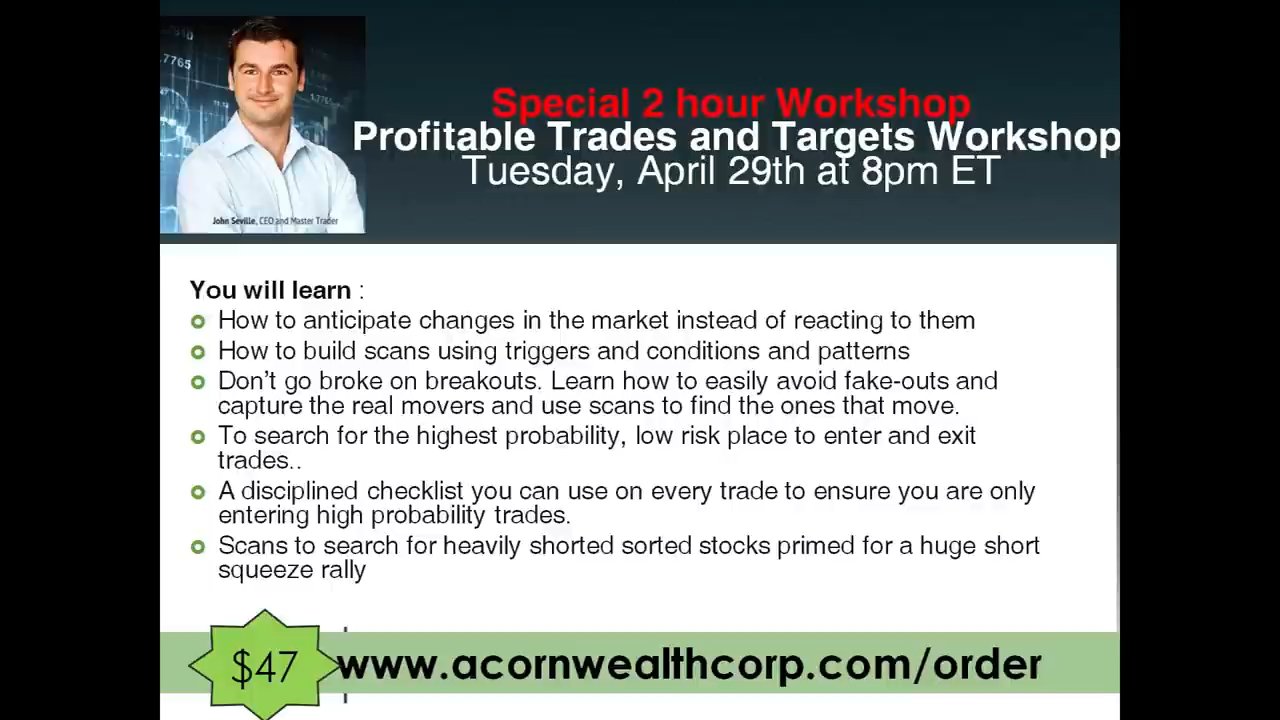 .7765
1.77
John Seville, CEO and Master Trader
Special 2 hour Workshop
Profitable Trades and Targets Workshop
Tuesday, April 29th at 8pm ET
You will learn :
How to anticipate changes in the market instead of reacting to them
How to build scans using triggers and conditions and patterns
Don't go broke on breakouts. Learn how to easily avoid fake-outs and
capture the real movers and use scans to find the ones that move.
To search for the highest probability, low risk place to enter and exit
trades..
A disciplined checklist you can use on every trade to ensure you are only
entering high probability trades.
Scans to search for heavily shorted sorted stocks primed for a huge short
squeeze rally
$47
www.acornwealthcorp.com/order